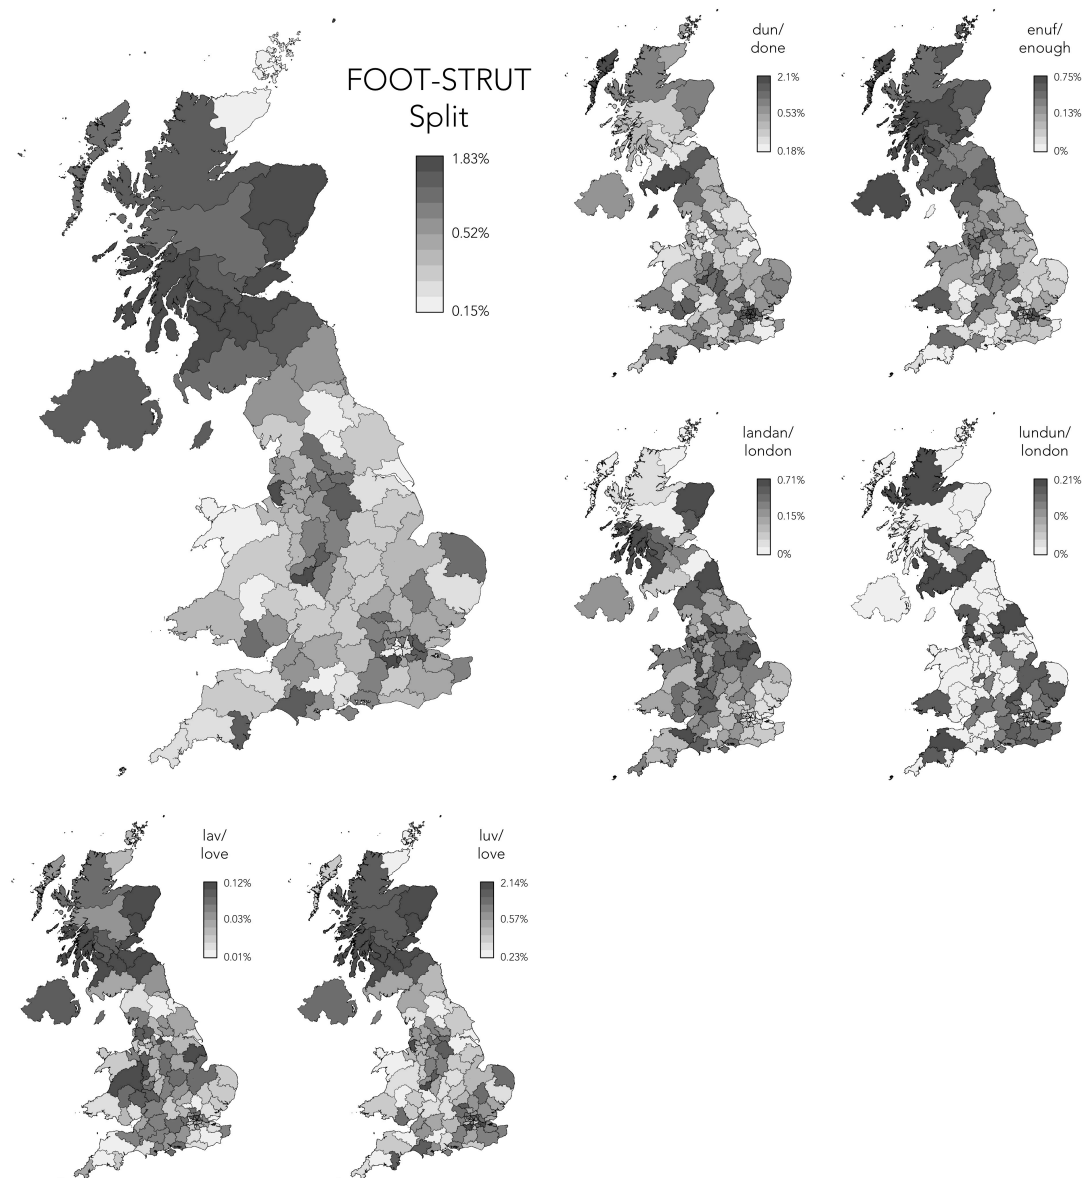 FOOT-STRUT
Split
1.83%
0.52%
0.15%
dun/
done
2.1%
0.53%
0.18%
enuf/
enough
0.75%
0.13%
0%
landan/
london
0.71%
0.15%
0%
lundun/
london
0.21%
0%
0%
lav/
love
0.12%
0.03%
0.01%
luv/
love
2.14%
0.57%
0.23%